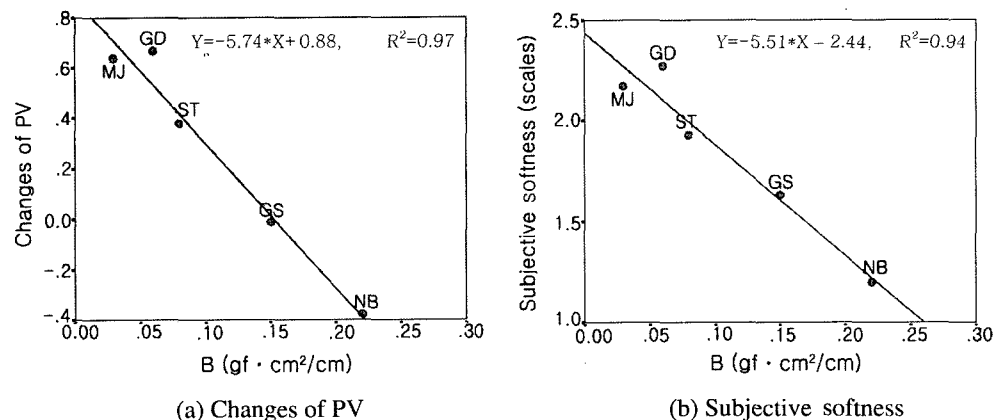 Y=-5.74*X+0.88, R²=0.97
Changes of PV
.8
.6
.4
.2
0.0
-.2
-.4
MJ
GD
ST
GS
NB
0.00 .05 .10 .15 .20 .25 .30
B (gf · cm²/cm)
(a) Changes of PV
Y=-5.51*X - 2.44, R²=0.94
Subjective softness (scales)
2.5
2.0
1.5
1.0
MJ
GD
ST
GS
NB
0.00 .05 .10 .15 .20 .25 .30
B (gf · cm²/cm)
(b) Subjective softness